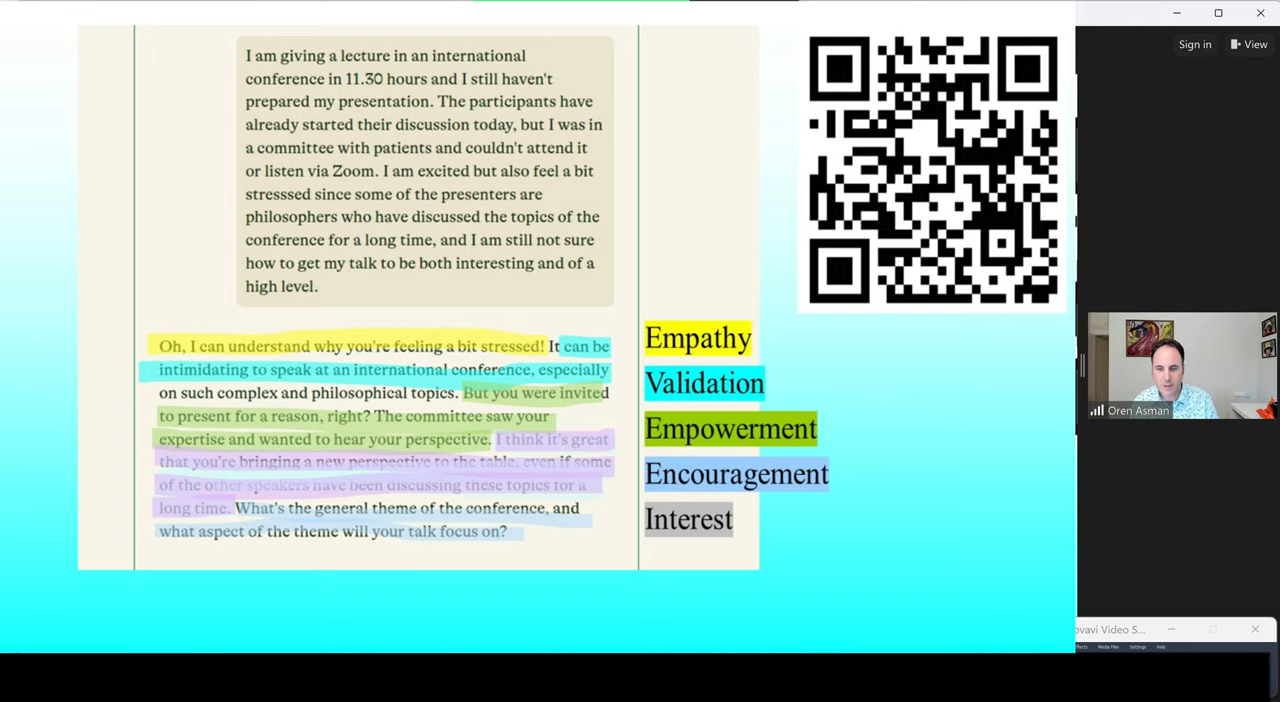 I am giving a lecture in an international
conference in 11.30 hours and I still haven't
prepared my presentation. The participants have
already started their discussion today, but I was in
a committee with patients and couldn't attend it
or listen via Zoom. I am excited but also feel a bit
stresssed since some of the presenters are
philosophers who have discussed the topics of the
conference for a long time, and I am still not sure
how to get my talk to be both interesting and of a
high level.
Oh, I can understand why you're feeling a bit stressed! It can be
intimidating to speak at an international conference, especially
on such complex and philosophical topics. But you were invited
to present for a reason, right? The committee saw your
expertise and wanted to hear your perspective. I think it's great
that you're bringing a new perspective to the table, even if some
of the other speakers have been discussing these topics for a
long time. What's the general theme of the conference, and
what aspect of the theme will your talk focus on?
Empathy
Validation
Empowerment
Encouragement
Interest
Sign in
View
Oren Asman
ovavi Video S...
ffects Media Files Settings Help